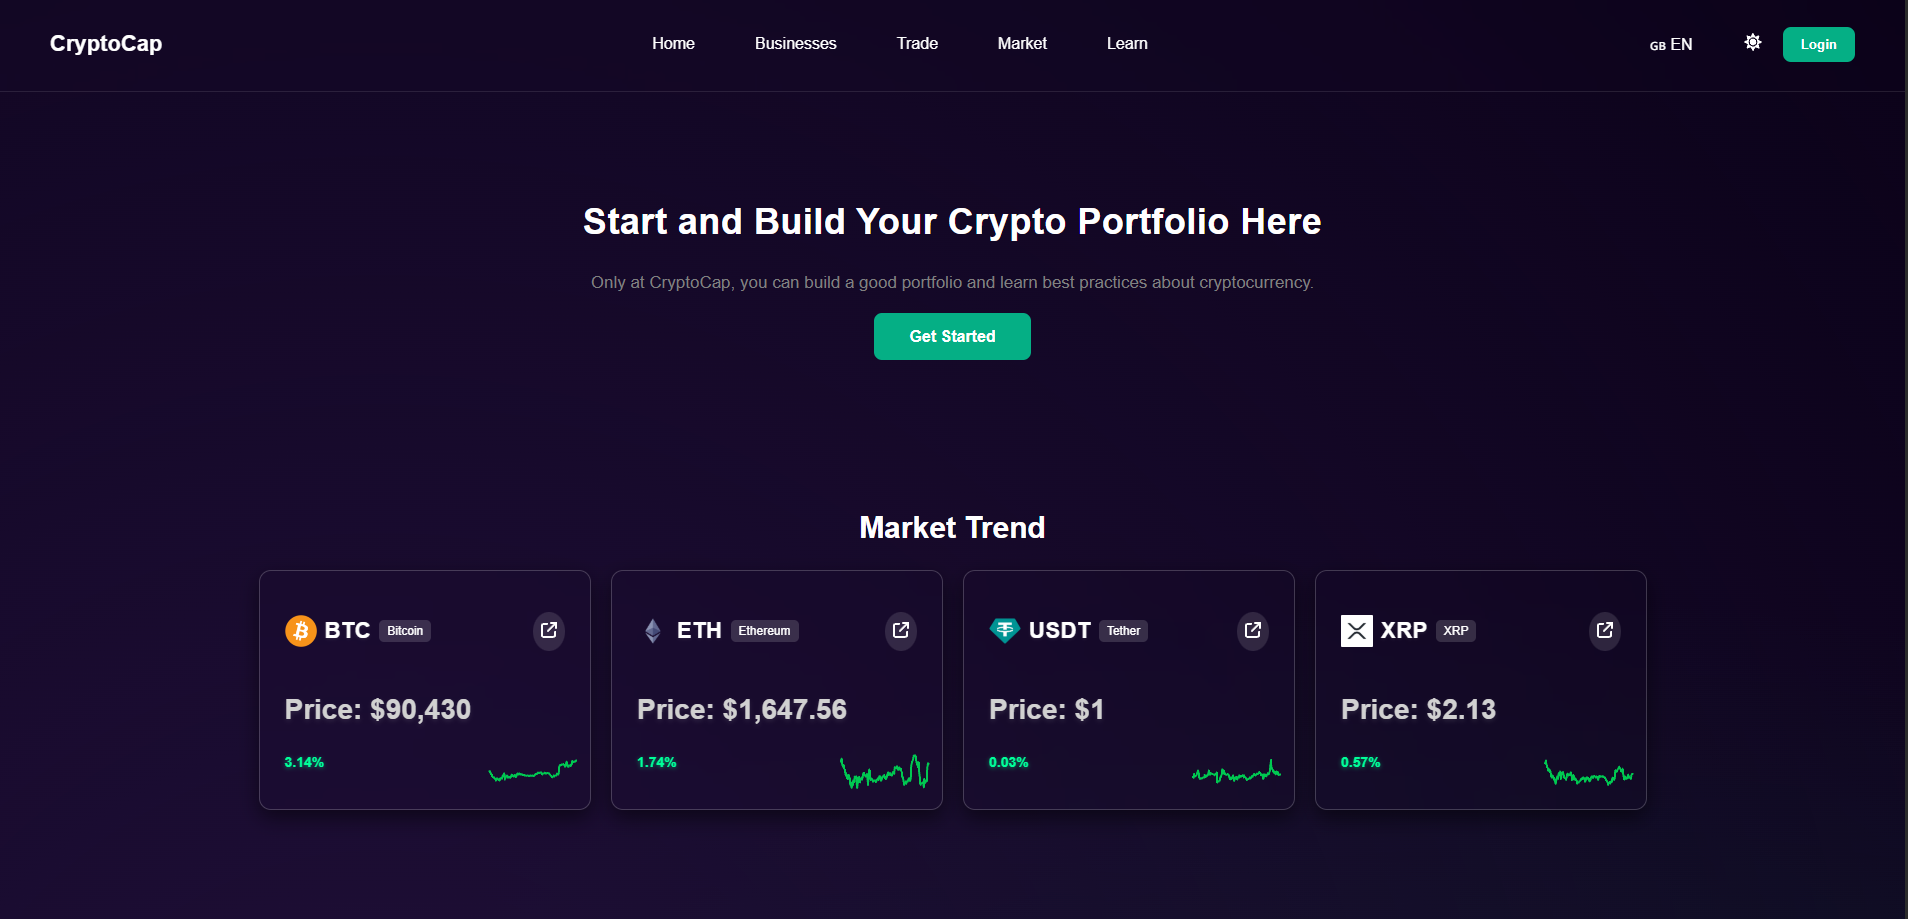 CryptoCap
Home Businesses Trade Market Learn
GB EN
Login
Start and Build Your Crypto Portfolio Here
Only at CryptoCap, you can build a good portfolio and learn best practices about cryptocurrency.
Get Started
Market Trend
BTC Bitcoin
Price: $90,430
3.14%
ETH Ethereum
Price: $1,647.56
1.74%
USDT Tether
Price: $1
0.03%
XRP XRP
Price: $2.13
0.57%